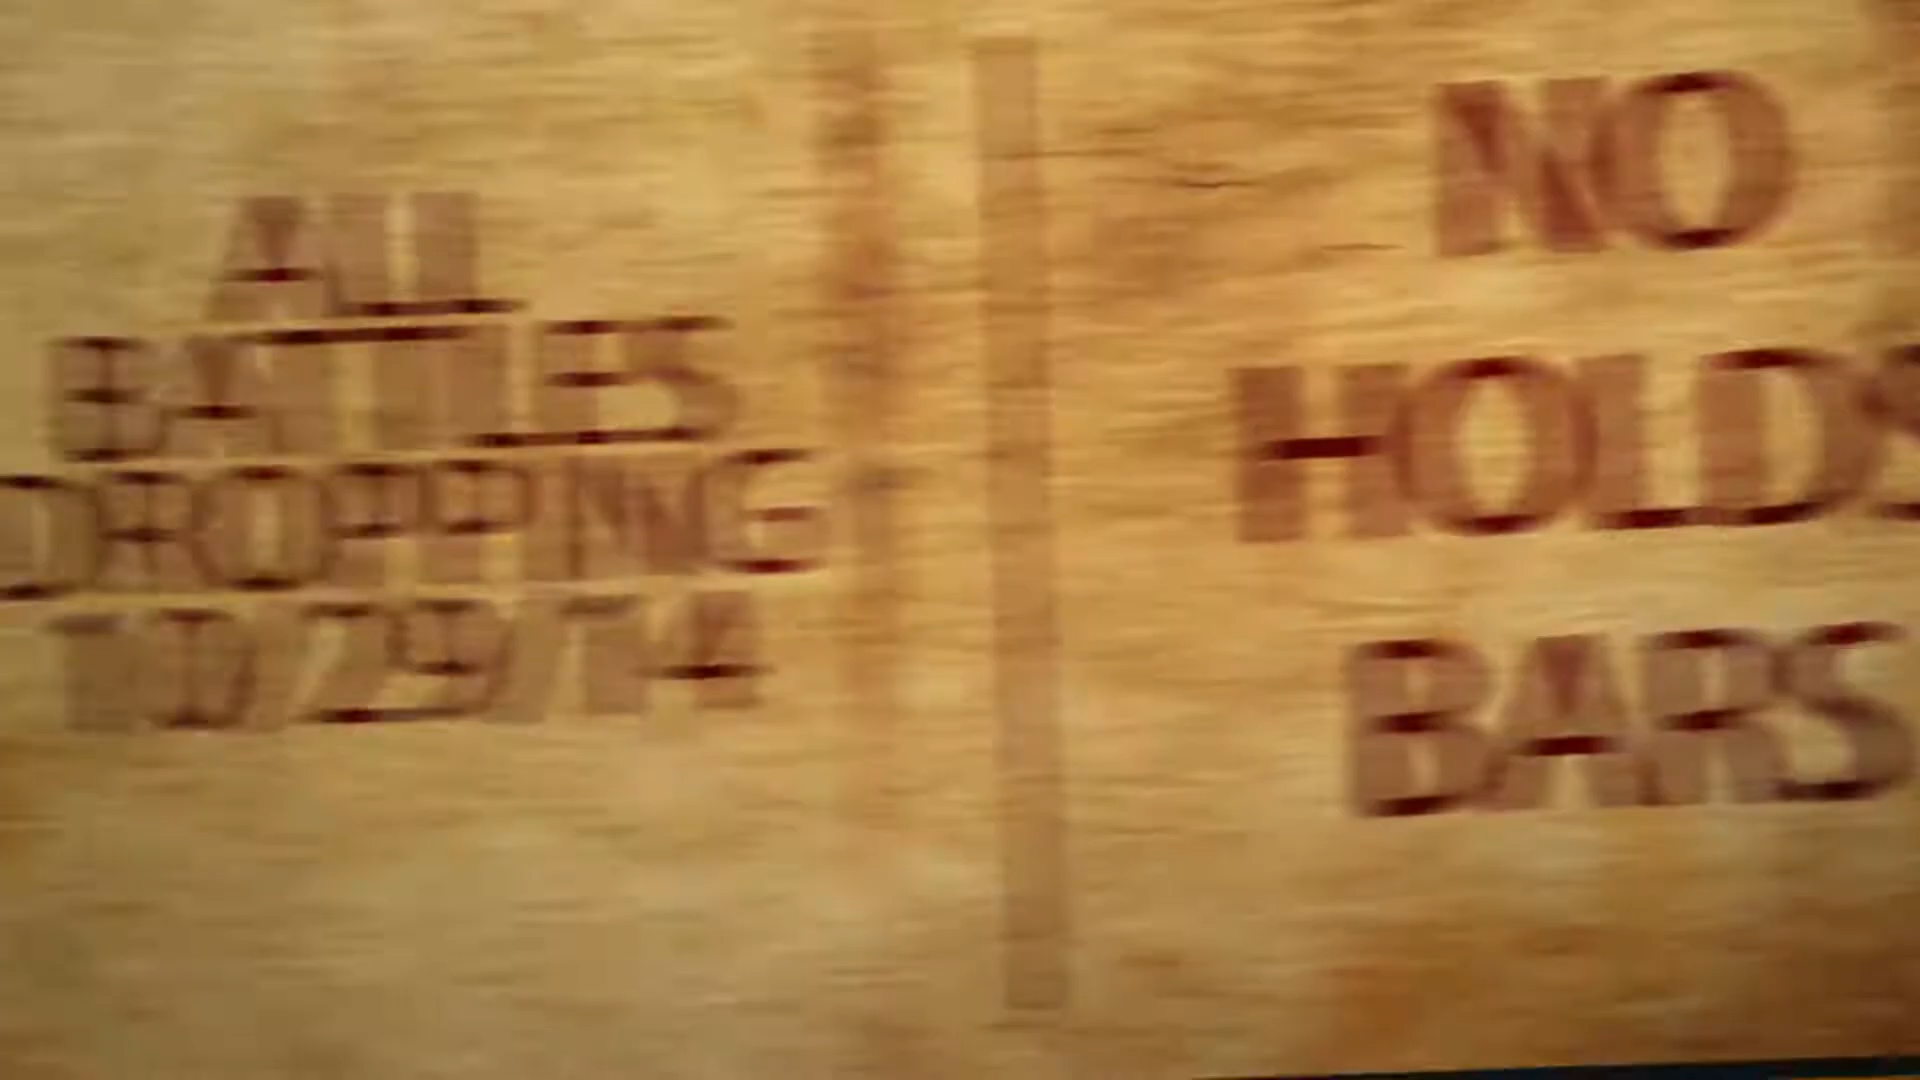 ALL
BATTLES
DROPPING
10/29/14
NO
HOLDS
BARS